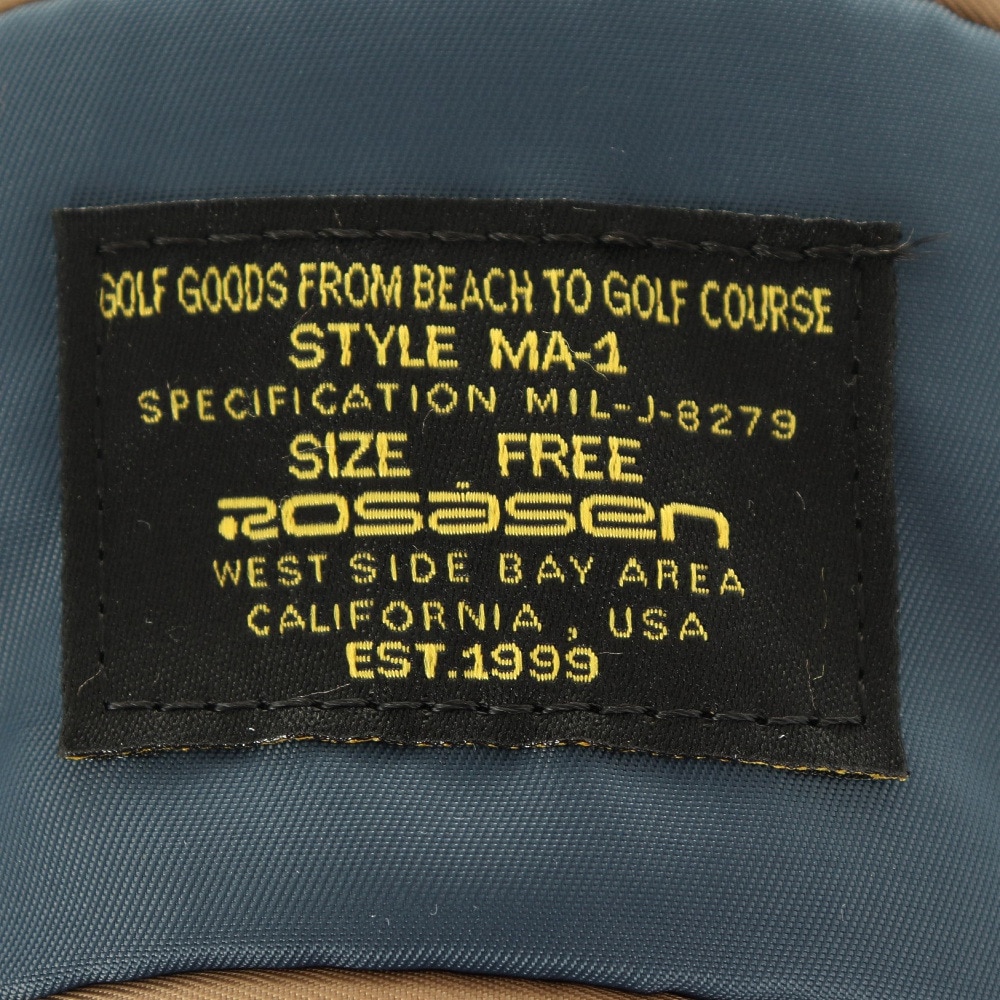 GOLF GOODS FROM BEACH TO GOLF COURSE
STYLE MA-1
SPECIFICATION MIL-J-8279
SIZE FREE
ROSÄSEN
WEST SIDE BAY AREA
CALIFORNIA , USA
EST.1999